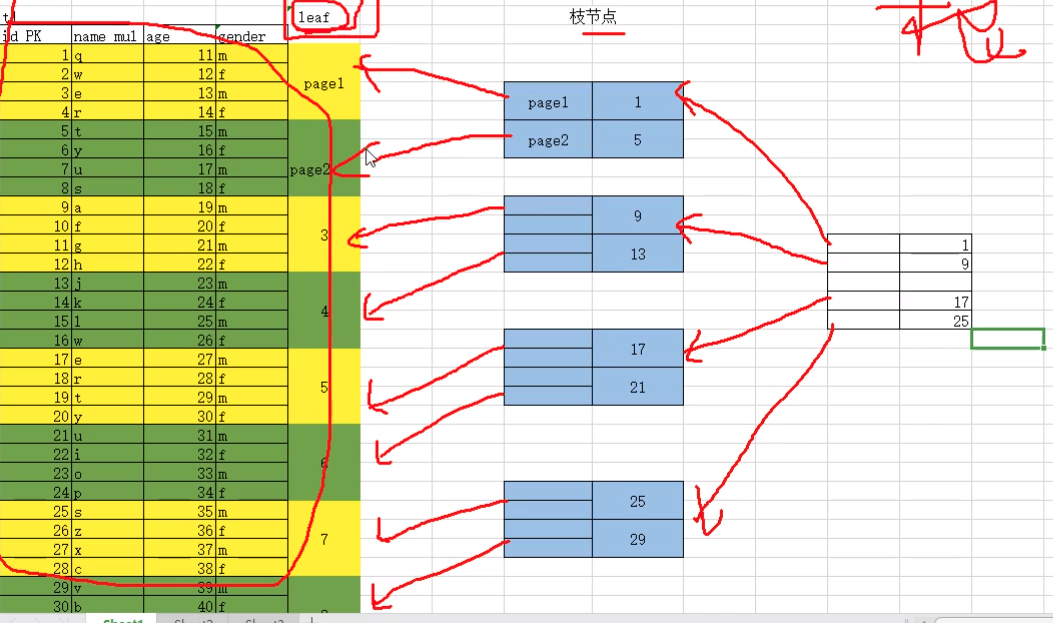 t leaf 枝节点
id PK name mul age gender
1 q 11 m page1
2 w 12 f
3 e 13 m
4 r 14 f
5 t 15 m page2
6 y 16 f
7 u 17 m
8 s 18 f
9 a 19 m 3
10 f 20 f
11 g 21 m
12 h 22 f
13 j 23 m 4
14 k 24 f
15 l 25 m
16 w 26 f
17 e 27 m 5
18 r 28 f
19 t 29 m
20 y 30 f
21 u 31 m 6
22 i 32 f
23 o 33 m
24 p 34 f
25 s 35 m 7
26 z 36 f
27 x 37 m
28 c 38 f
29 v 39 m
30 b 40 f
page1 1
page2 5
9
13
17
21
25
29
1
9
17
25
Sheet1 Sheet2 Sheet3